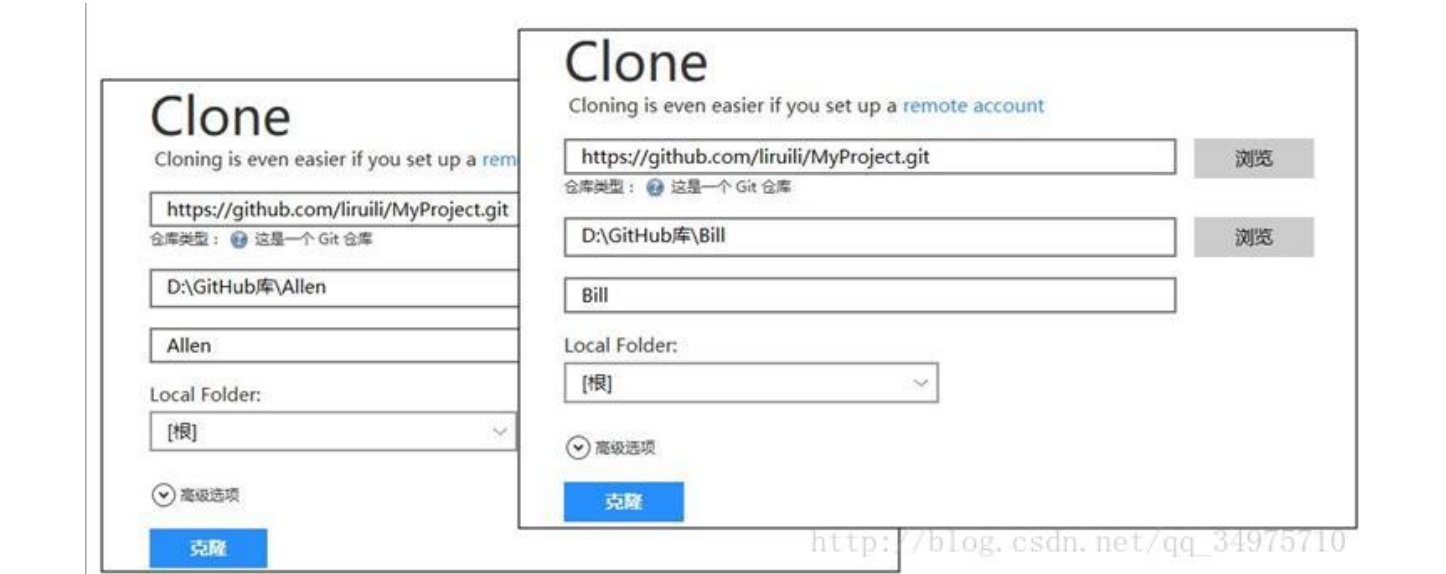 Clone
Cloning is even easier if you set up a rem
https://github.com/liruili/MyProject.git
仓库类型： 这是一个 Git 仓库
D:\GitHub库\Allen
Allen
Local Folder:
[根]
高级选项
克隆
Clone
Cloning is even easier if you set up a remote account
https://github.com/liruili/MyProject.git
浏览
仓库类型： 这是一个 Git 仓库
D:\GitHub库\Bill
浏览
Bill
Local Folder:
[根]
高级选项
克隆
http://blog.csdn.net/qq_34975710